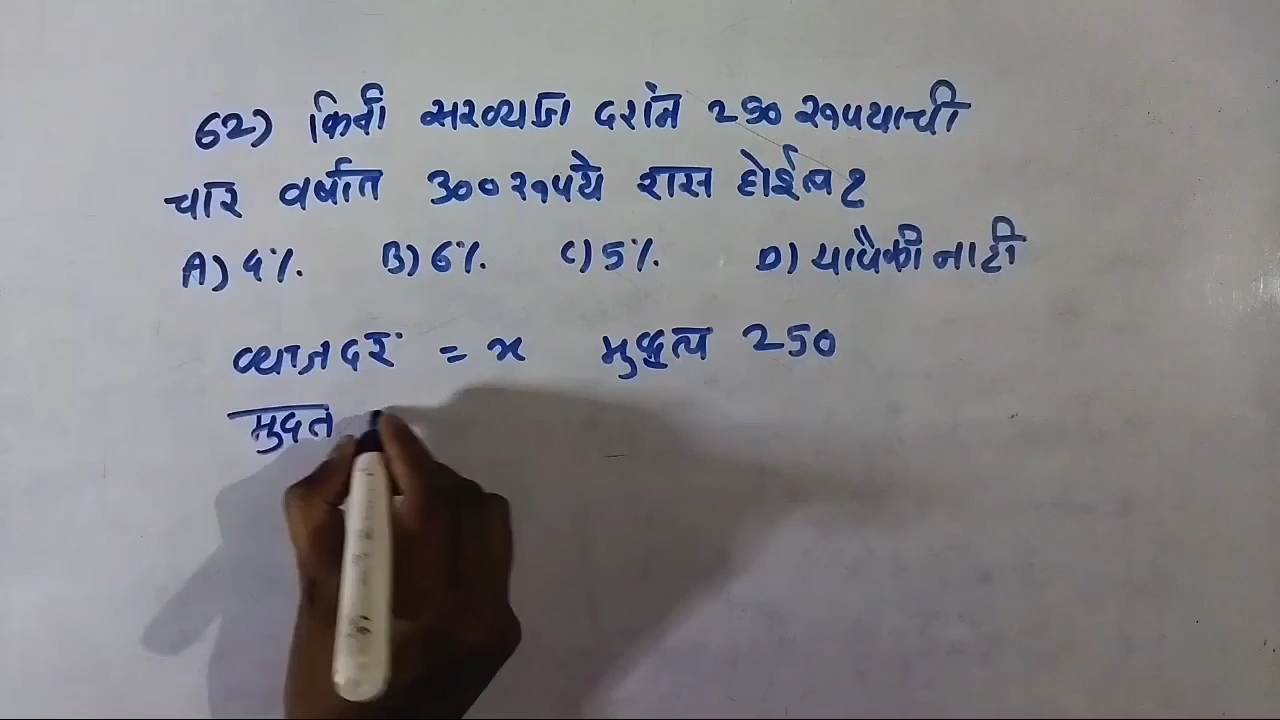 62) किती सरळव्याज दराने 250 रुपयाची
चार वर्षात 300 रुपये रास होईल ?
A) 4%. B) 6%. C) 5%. D) यापैकी नाही
व्याजदर = x मुद्दल 250
मुदत